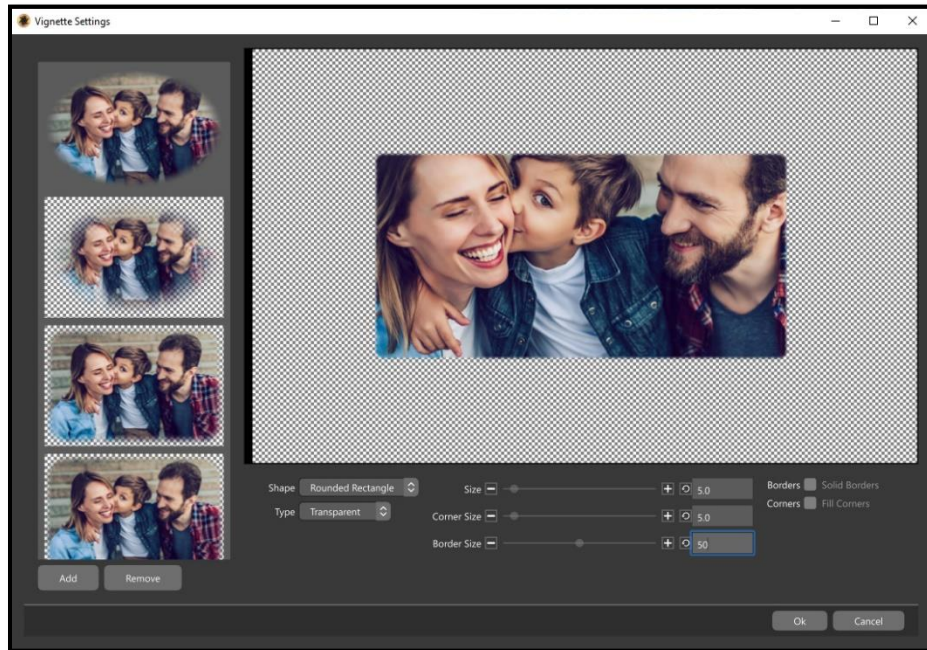 Vignette Settings
Shape Rounded Rectangle
Type Transparent
Size 5.0
Corner Size 5.0
Border Size 50
Borders Solid Borders
Corners Fill Corners
Add Remove
Ok Cancel